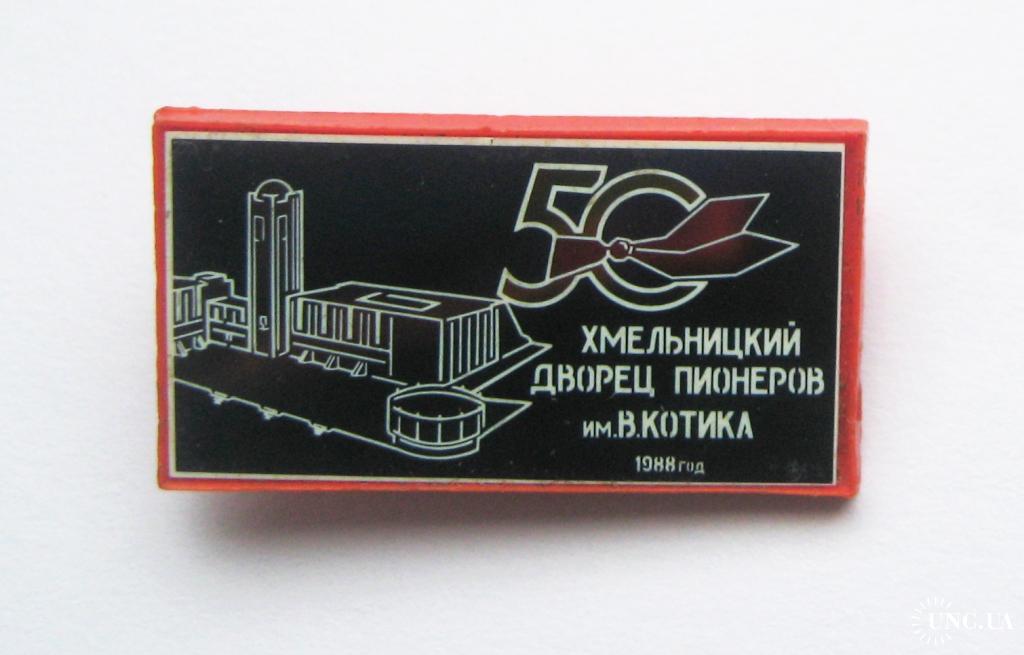 50
ХМЕЛЬНИЦКИЙ
ДВОРЕЦ ПИОНЕРОВ
ИМ.В.КОТИКА
1988 год
UNC.UA